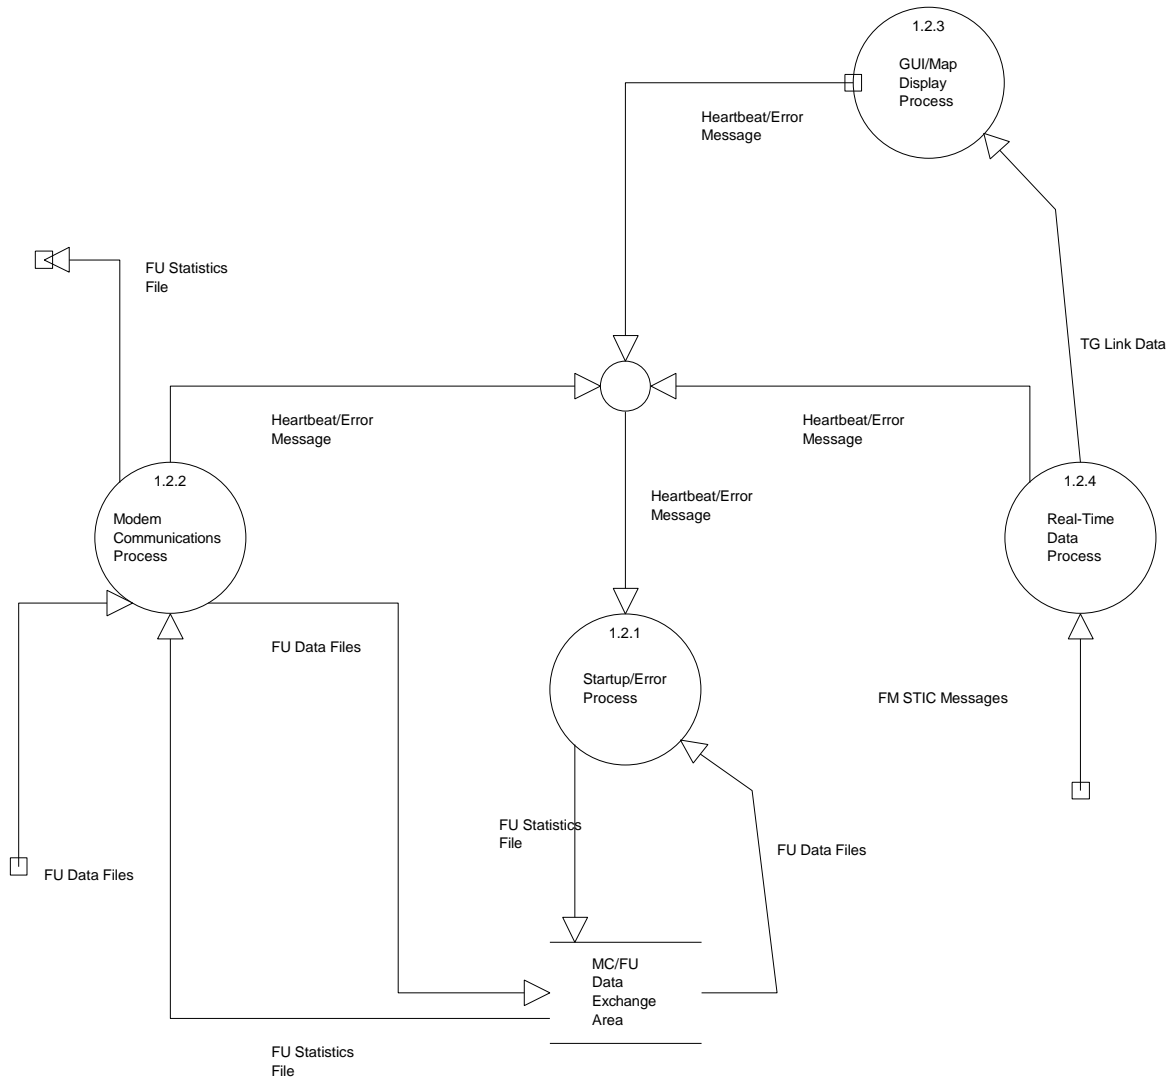 1.2.3
GUI/Map
Display
Process
Heartbeat/Error
Message
FU Statistics
File
TG Link Data
Heartbeat/Error
Message
Heartbeat/Error
Message
1.2.2
Modem
Communications
Process
Heartbeat/Error
Message
1.2.4
Real-Time
Data
Process
1.2.1
Startup/Error
Process
FU Data Files
FM STIC Messages
FU Statistics
File
FU Data Files
FU Data Files
MC/FU
Data
Exchange
Area
FU Statistics
File